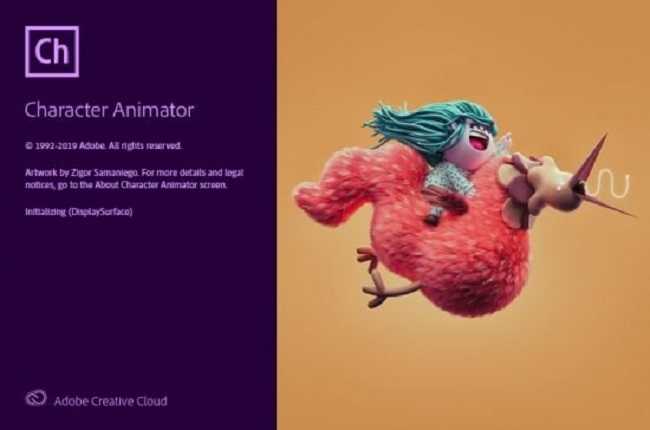 Ch
Character Animator
© 1992-2019 Adobe. All rights reserved.
Artwork by Zigor Samaniego. For more details and legal
notices, go to the About Character Animator screen.
Initializing (DisplaySurface)
Adobe Creative Cloud